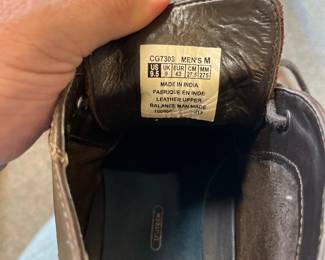 CG7303 MEN'S M
US UK EUR CM MM
9.5 9 43 27.5 275
MADE IN INDIA
FABRIQUE EN INDE
LEATHER UPPER
BALANCE MAN MADE